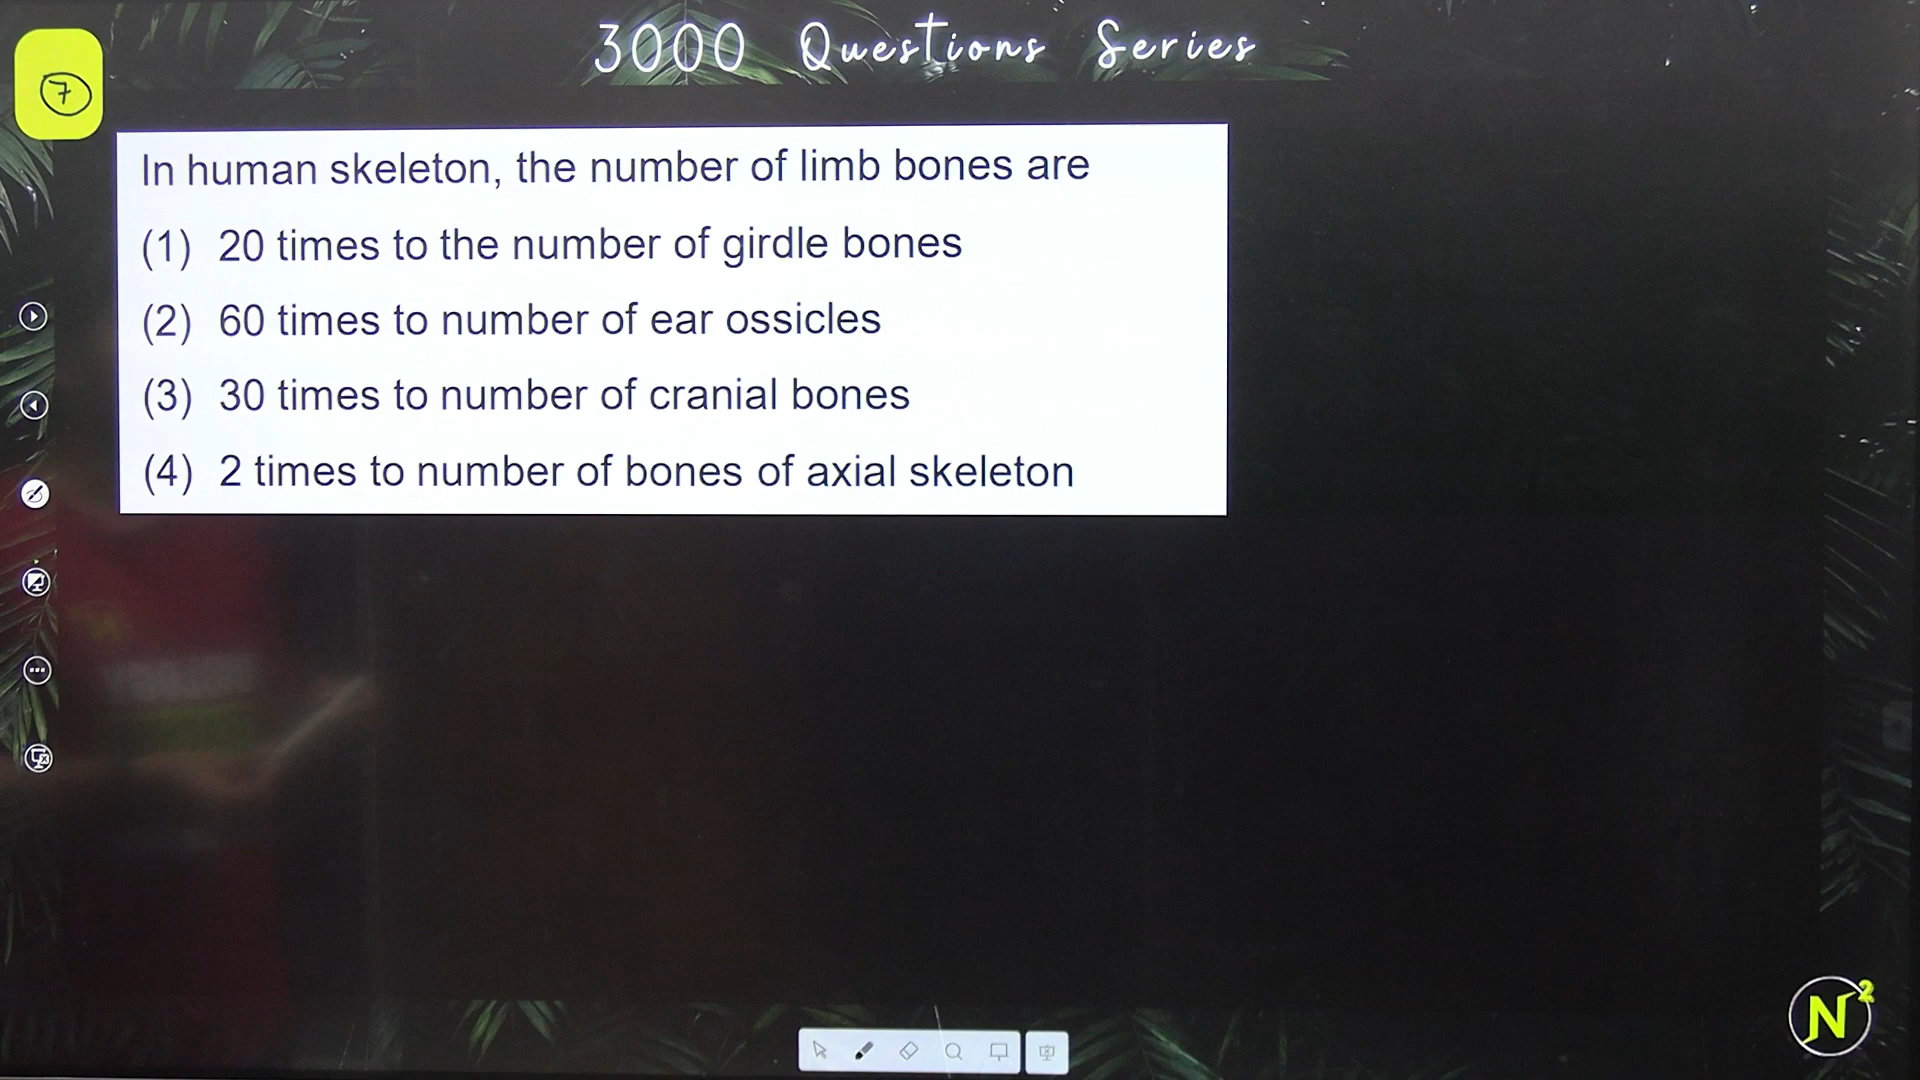 3000 Questions Series
7
In human skeleton, the number of limb bones are
(1) 20 times to the number of girdle bones
(2) 60 times to number of ear ossicles
(3) 30 times to number of cranial bones
(4) 2 times to number of bones of axial skeleton
N²